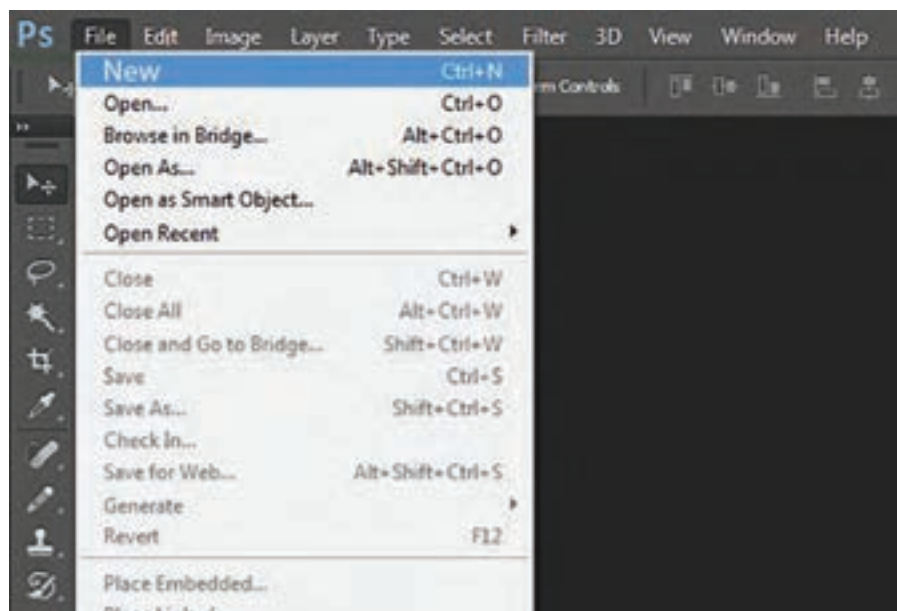 Ps File Edit Image Layer Type Select Filter 3D View Window Help
New Ctrl+N
Controls
Open... Ctrl+O
Browse in Bridge... Alt+Ctrl+O
Open As... Alt+Shift+Ctrl+O
Open as Smart Object...
Open Recent
Close Ctrl+W
Close All Alt+Ctrl+W
Close and Go to Bridge... Shift+Ctrl+W
Save Ctrl+S
Save As... Shift+Ctrl+S
Check In...
Save for Web... Alt+Shift+Ctrl+S
Generate
Revert F12
Place Embedded...